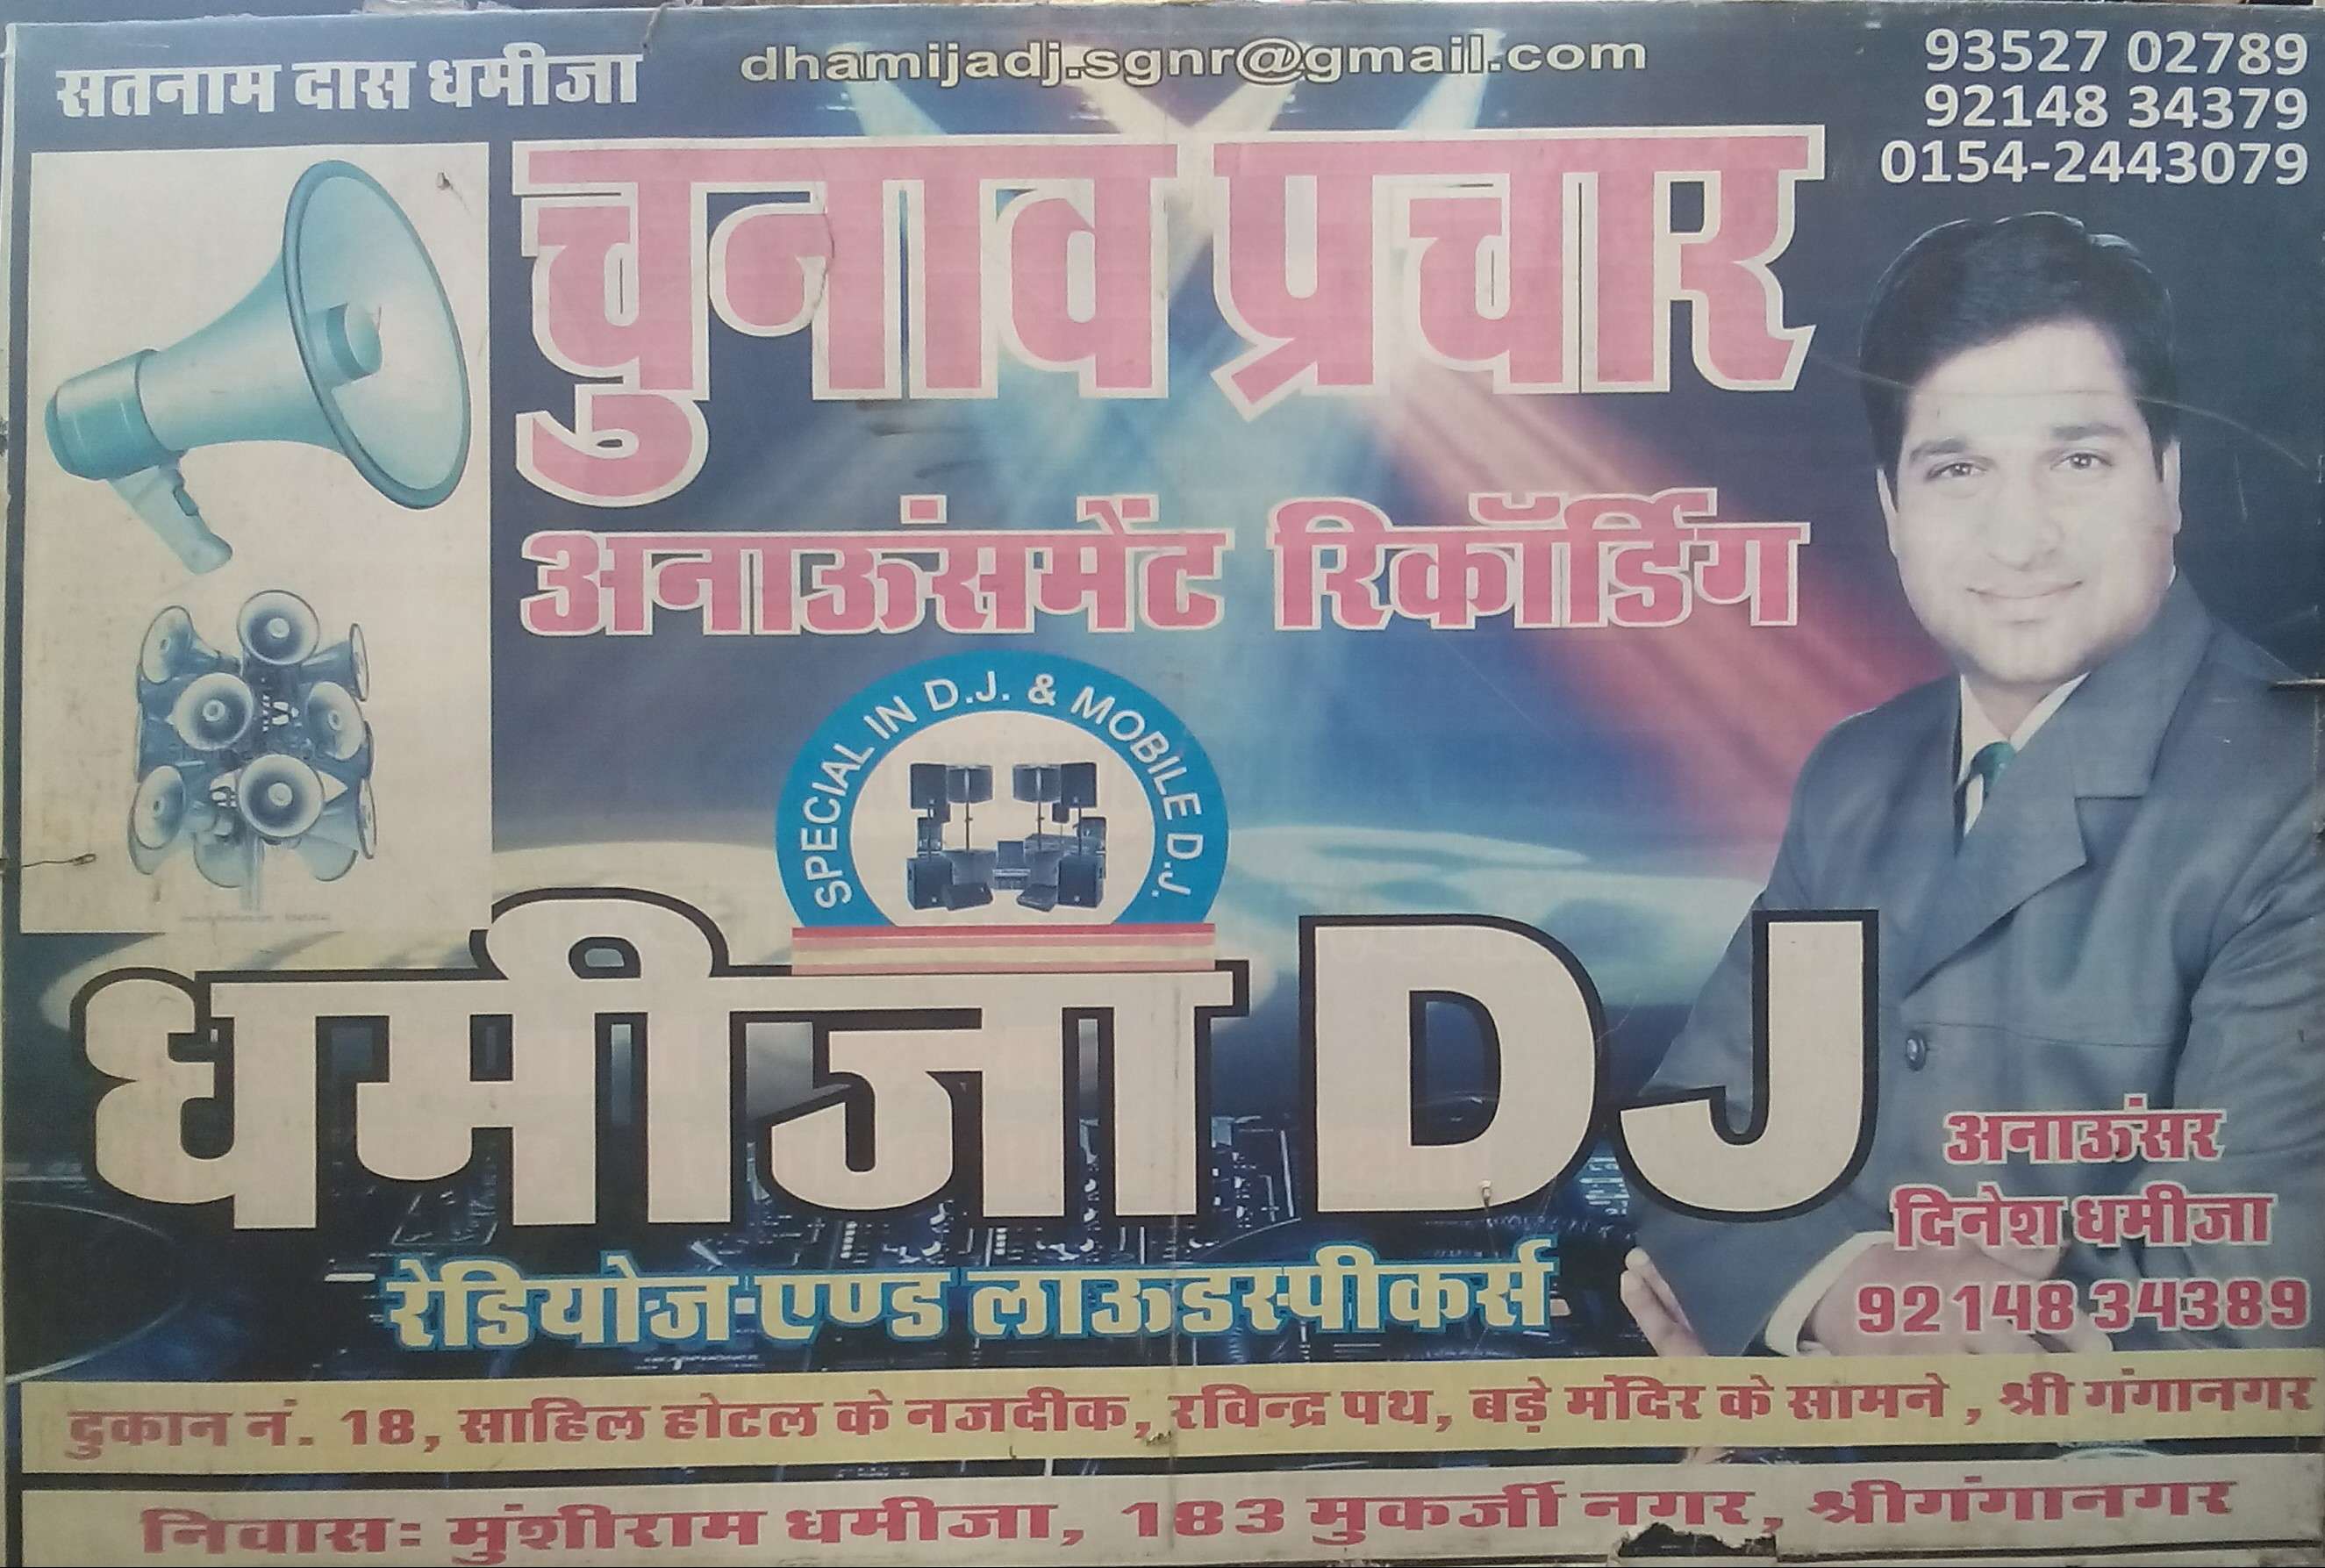 सतनाम दास धमीजा
dhamijadj.sgnr@gmail.com
93527 02789
92148 34379
0154-2443079
चुनाव प्रचार
अनाऊंसमेंट रिकॉर्डिग
SPECIAL IN D.J. & MOBILE D.J.
धमीजा DJ
रेडियोज एण्ड लाऊडस्पीकर्स
अनाऊंसर
दिनेश धमीजा
92148 34389
दुकान नं. 18, साहिल होटल के नजदीक, रविन्द्र पथ, बड़े मंदिर के सामने, श्री गंगानगर
निवास: मुंशीराम धमीजा, 183 मुकर्जी नगर, श्रीगंगानगर